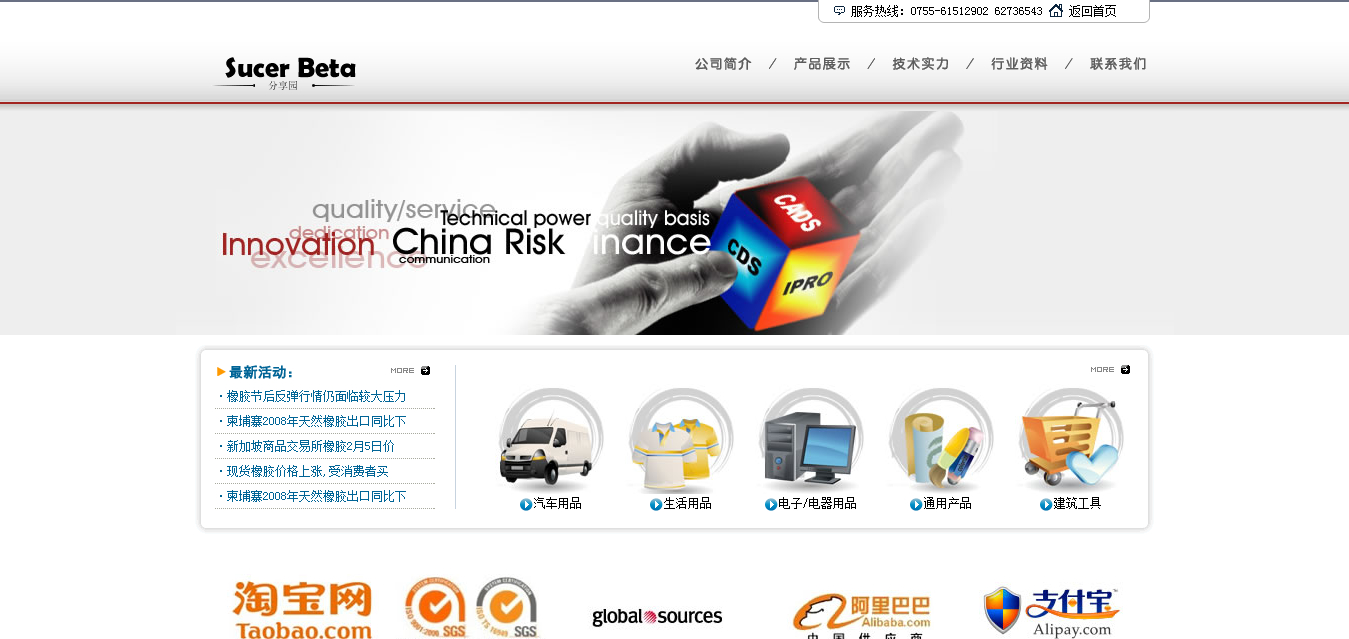 服务热线：0755-61512902 62736543 返回首页
Sucer Beta
分享园
公司简介 / 产品展示 / 技术实力 / 行业资料 / 联系我们
quality/service
Technical power quality basis
dedication
Innovation China Risk Finance
excellence
communication
CADS
CDS
IPRO
最新活动：
MORE
·橡胶节后反弹行情仍面临较大压力
·柬埔寨2008年天然橡胶出口同比下
·新加坡商品交易所橡胶2月5日价
·现货橡胶价格上涨,受消费者买
·柬埔寨2008年天然橡胶出口同比下
MORE
汽车用品
生活用品
电子/电器用品
通用产品
建筑工具
淘宝网
Taobao.com
SGS
SGS
global sources
阿里巴巴
Alibaba.com
中国供应商
支付宝
Alipay.com